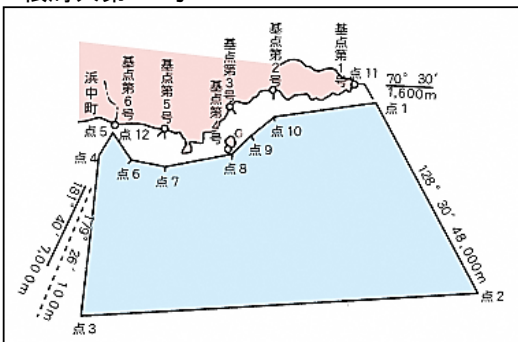 浜中町
基点第6号
基点第5号
基点第4号
基点第3号
基点第2号
基点第1号
点11
70° 30′
1,600m
点1
点5
点12
点10
点9
点4
点6
点7
点8
128° 30′ 48,000m
181° 40′ 7,000m
179° 26′ 100m
点2
点3